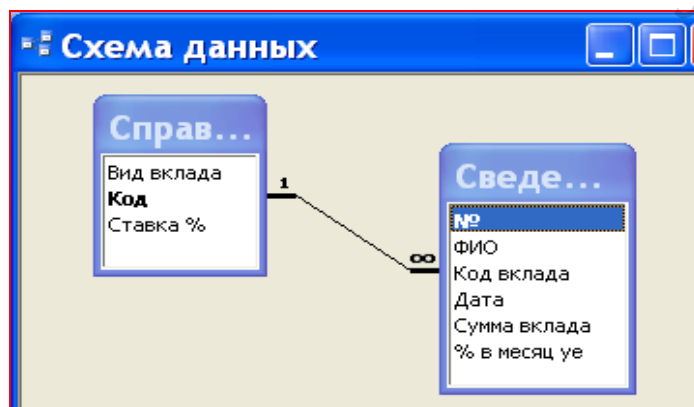 Схема данных
Справ...
Вид вклада
Код
Ставка %
1
∞
Сведе...
№
ФИО
Код вклада
Дата
Сумма вклада
% в месяц уе